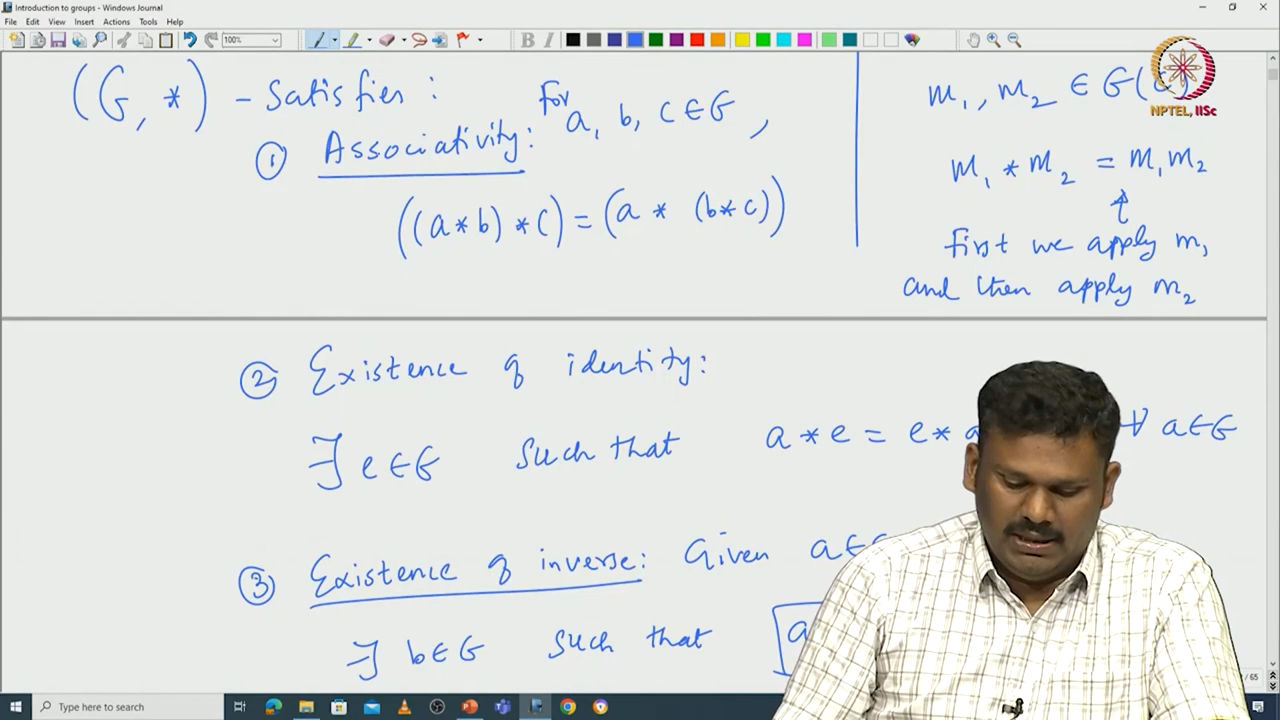 Introduction to groups - Windows Journal
File Edit View Insert Actions Tools Help
100%
B I
(G, *) - Satisfies :
① Associativity: For a, b, c ∈ G ,
((a * b) * c) = (a * (b * c))
m₁, m₂ ∈ G(C)
NPTEL, IISc
m₁ * m₂ = m₁m₂
↑
first we apply m₁
and then apply m₂
② Existence of identity:
∃ e ∈ G such that a * e = e * a ∀ a ∈ G
③ Existence of inverse: Given a ∈ G
∃ b ∈ G such that a
Type here to search
/ 65